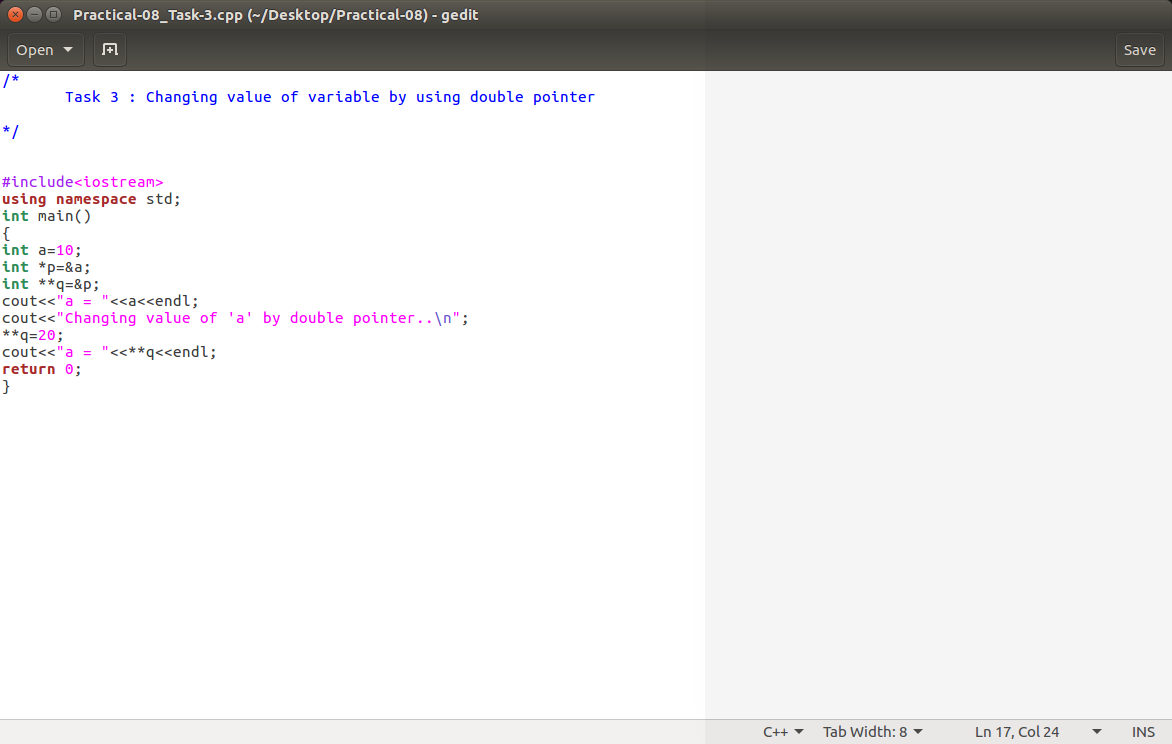 Practical-08_Task-3.cpp (~/Desktop/Practical-08) - gedit
Open
Save
/*
Task 3 : Changing value of variable by using double pointer
*/
#include<iostream>
using namespace std;
int main()
{
int a=10;
int *p=&a;
int **q=&p;
cout<<"a = "<<a<<endl;
cout<<"Changing value of 'a' by double pointer..\n";
**q=20;
cout<<"a = "<<**q<<endl;
return 0;
}
C++ Tab Width: 8 Ln 17, Col 24 INS